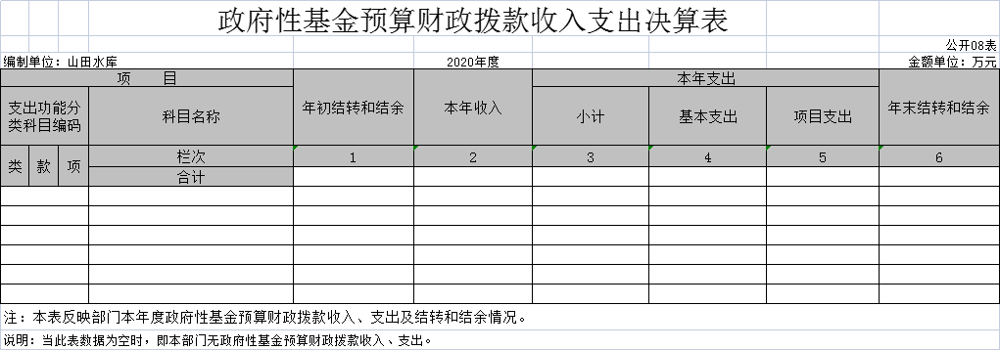 政府性基金预算财政拨款收入支出决算表
公开08表
编制单位：山田水库 2020年度 金额单位：万元
项 目 年初结转和结余 本年收入 本年支出 年末结转和结余
支出功能分类科目编码 科目名称 小计 基本支出 项目支出
类 款 项 栏次 1 2 3 4 5 6
合计
注：本表反映部门本年度政府性基金预算财政拨款收入、支出及结转和结余情况。
说明：当此表数据为空时，即本部门无政府性基金预算财政拨款收入、支出。